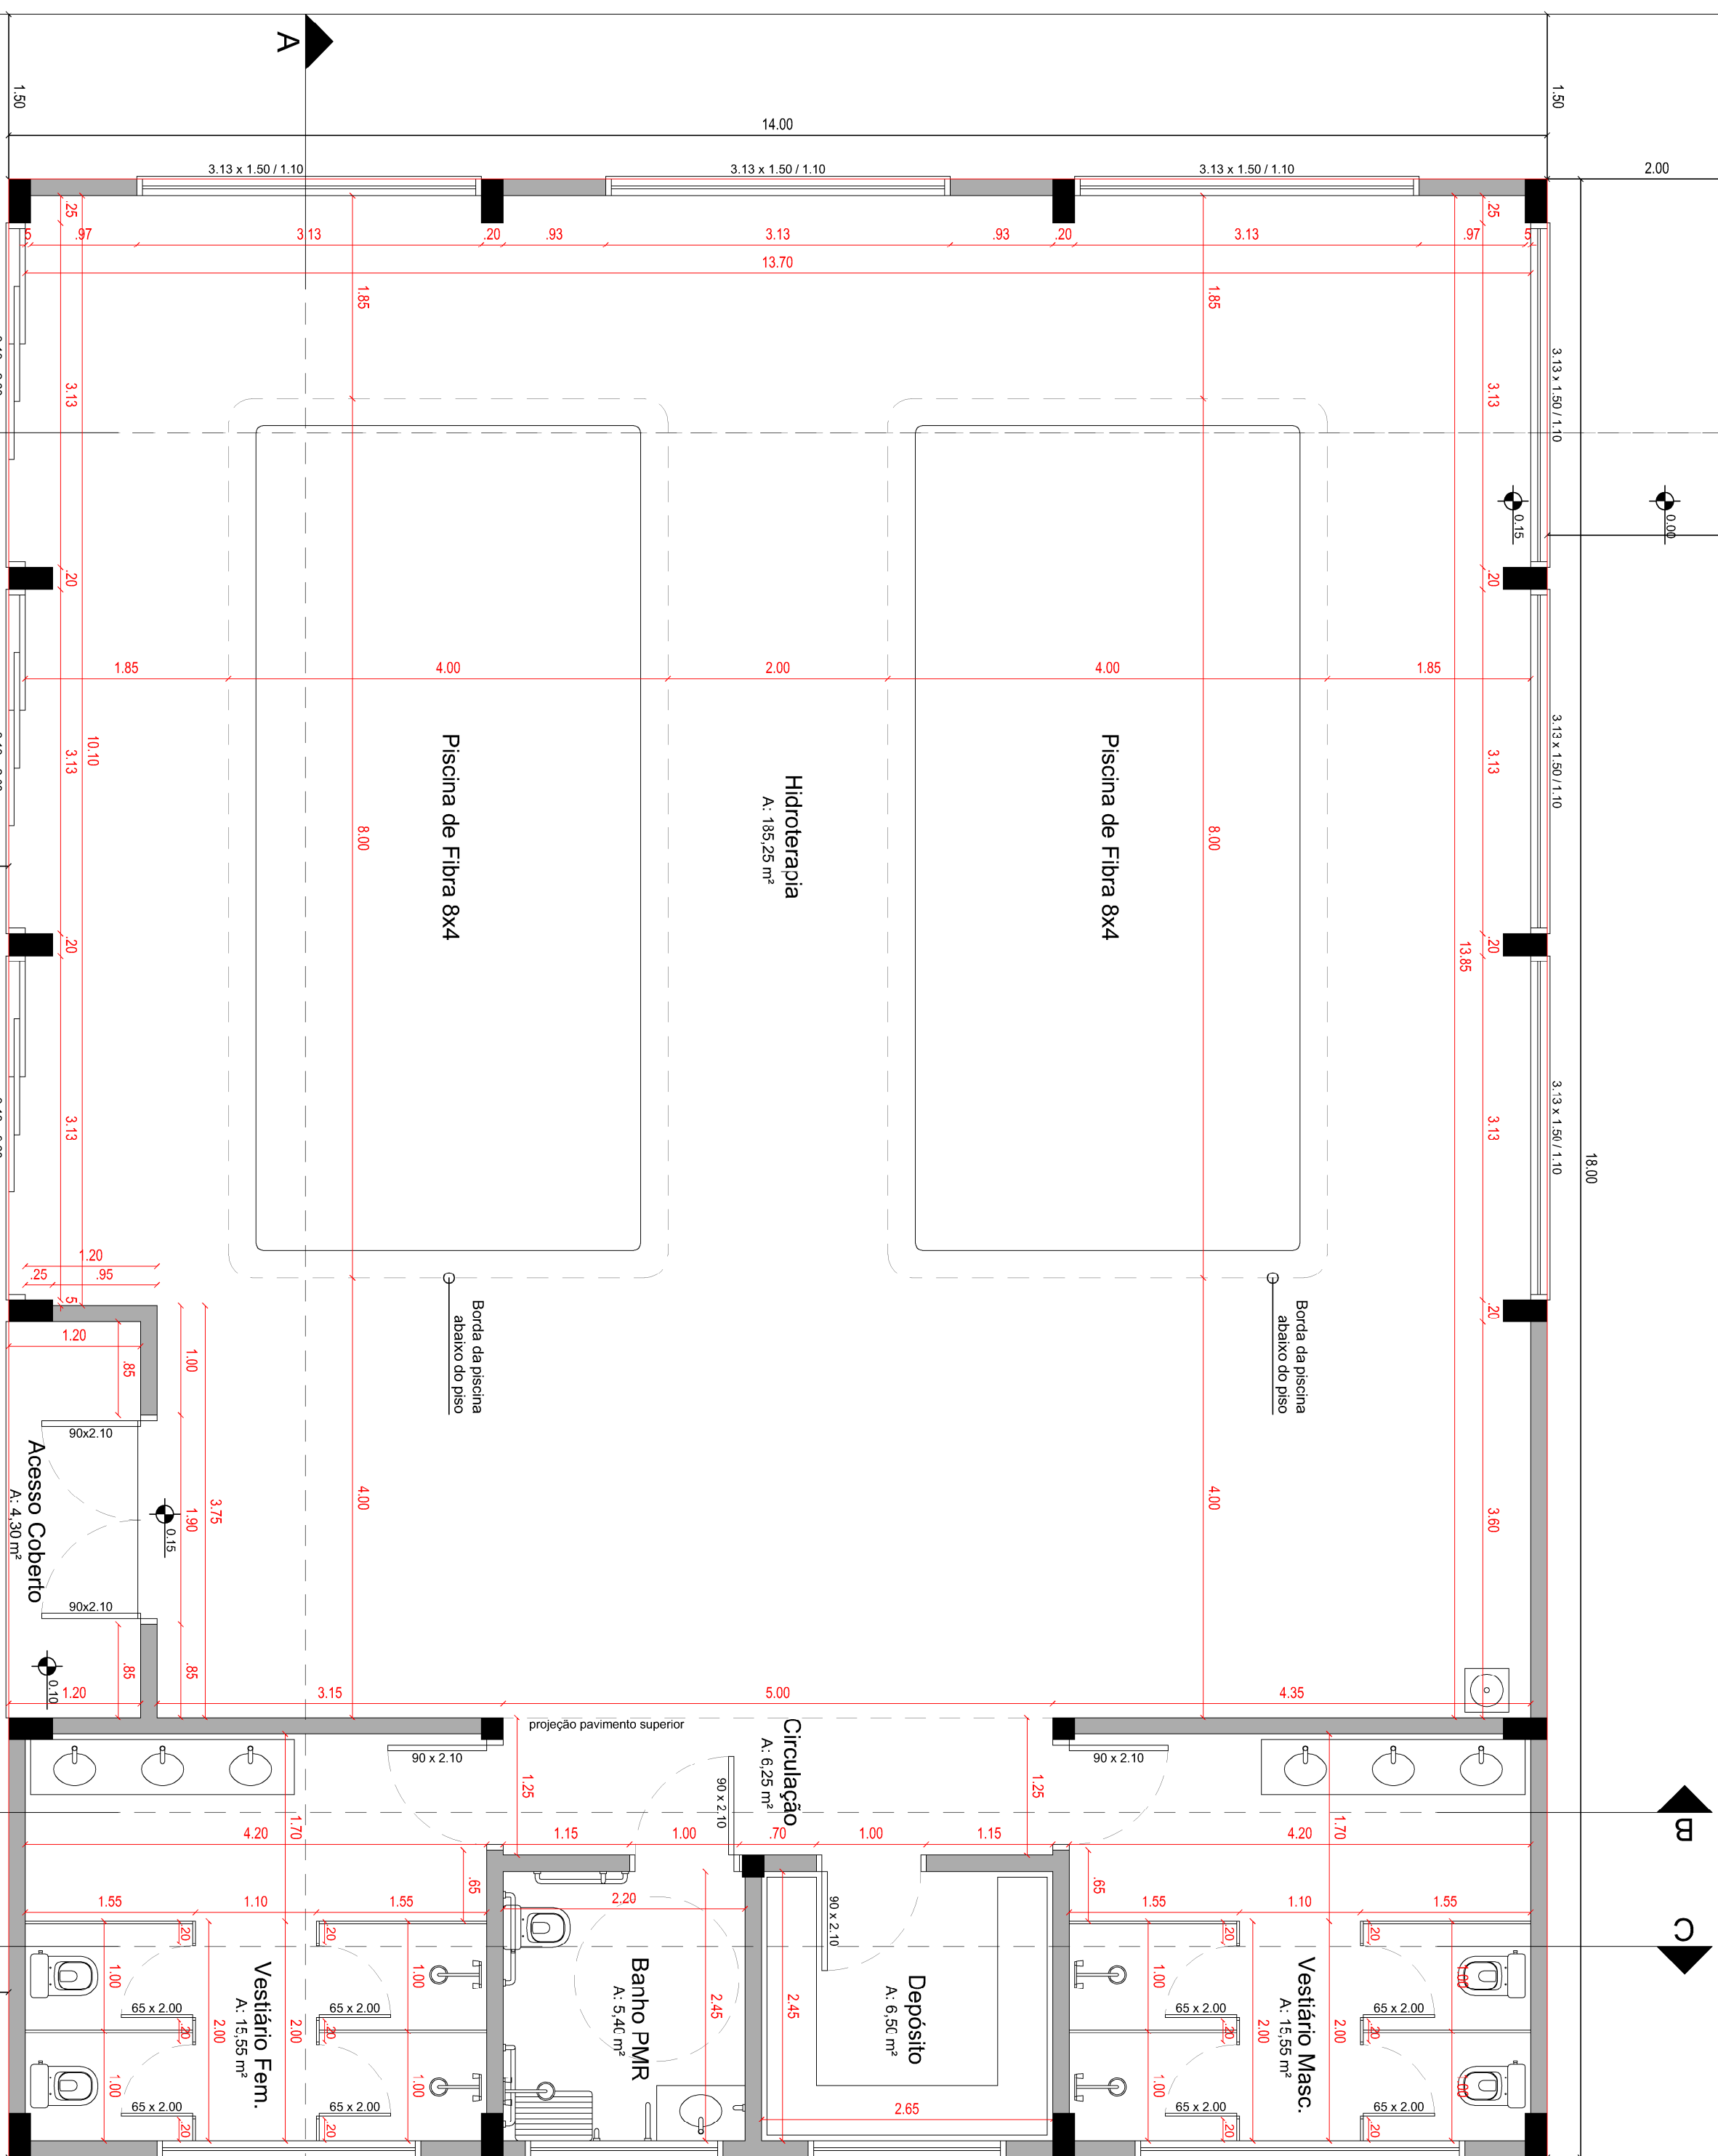 A
1.50
1.50
14.00
2.00
3.13 x 1.50 / 1.10
3.13 x 1.50 / 1.10
3.13 x 1.50 / 1.10
.25
.25
5
.97
3.13
.20
.93
3.13
.93
.20
3.13
.97
5
13.70
1.85
1.85
3.13
3.13
3.13 x 1.50 / 1.10
0.15
0.00
.20
.20
1.85
4.00
2.00
4.00
1.85
10.10
3.13
3.13
3.13 x 1.50 / 1.10
Piscina de Fibra 8x4
Hidroterapia
A: 185,25 m²
Piscina de Fibra 8x4
8.00
8.00
.20
.20
13.85
3.13
3.13
3.13 x 1.50 / 1.10
18.00
1.20
.25
.95
5
.20
1.20
.85
1.00
Borda da piscina
abaixo do piso
Borda da piscina
abaixo do piso
90x2.10
Acesso Coberto
A: 4,30 m²
1.90
3.75
0.15
4.00
4.00
3.60
90x2.10
.85
.85
0.10
1.20
3.15
5.00
4.35
projeção pavimento superior
Circulação
A: 6,25 m²
90 x 2.10
90 x 2.10
90 x 2.10
1.25
1.25
B
4.20
1.70
1.15
1.00
.70
1.00
1.15
4.20
1.70
.65
.65
1.55
1.10
1.55
2.20
90 x 2.10
1.55
1.10
1.55
C
.20
.20
.20
.20
1.00
1.00
1.00
1.00
Vestiário Fem.
A: 15,55 m²
Banho PMR
A: 5,40 m²
Depósito
A: 6,50 m²
Vestiário Masc.
A: 15,55 m²
65 x 2.00
65 x 2.00
65 x 2.00
65 x 2.00
2.45
2.45
2.00
2.00
2.00
2.00
.20
.20
.20
.20
1.00
1.00
1.00
1.00
65 x 2.00
65 x 2.00
2.65
65 x 2.00
65 x 2.00
.20
.20
.20
.20